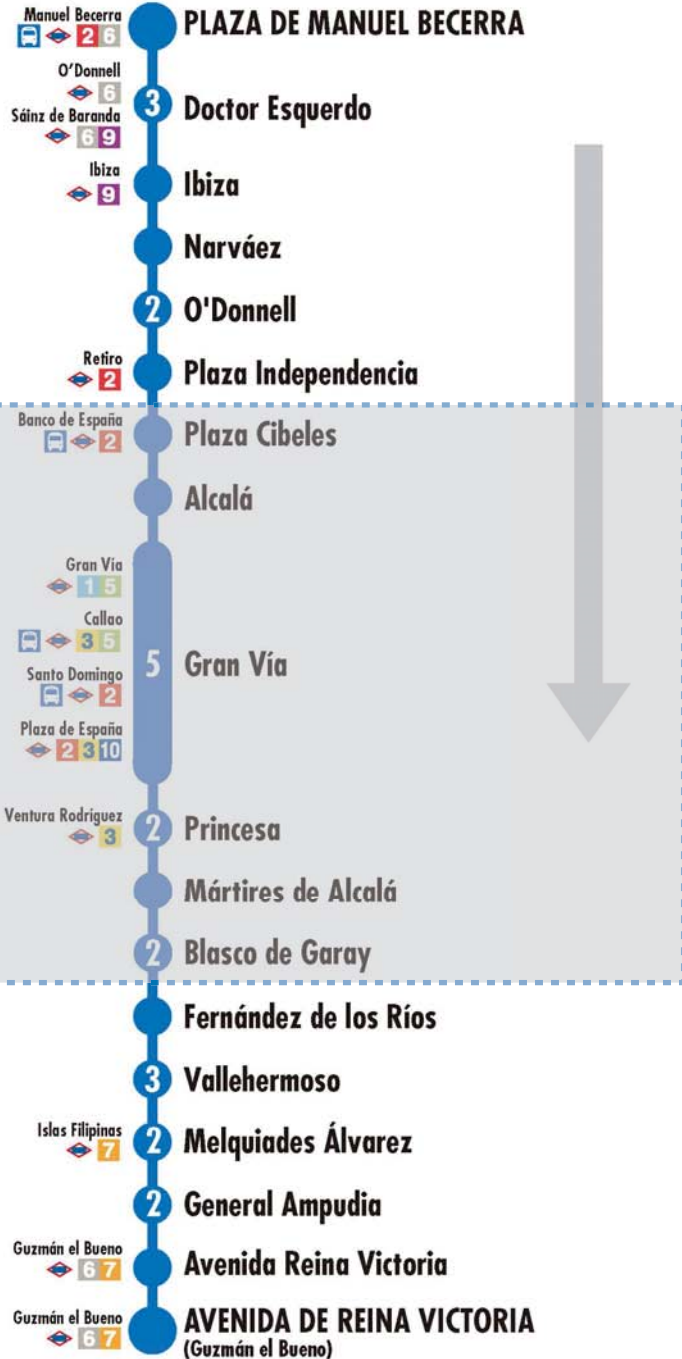 Manuel Becerra
2 6
PLAZA DE MANUEL BECERRA
O'Donnell
6
Sáinz de Baranda
6 9
3
Doctor Esquerdo
Ibiza
9
Ibiza
Narváez
2
O'Donnell
Retiro
2
Plaza Independencia
Banco de España
2
Plaza Cibeles
Alcalá
Gran Vía
1 5
Callao
3 5
Santo Domingo
2
Plaza de España
2 3 10
5
Gran Vía
Ventura Rodríguez
3
2
Princesa
Mártires de Alcalá
2
Blasco de Garay
Fernández de los Ríos
3
Vallehermoso
Islas Filipinas
7
2
Melquiades Álvarez
2
General Ampudia
Guzmán el Bueno
6 7
Avenida Reina Victoria
Guzmán el Bueno
6 7
AVENIDA DE REINA VICTORIA
(Guzmán el Bueno)